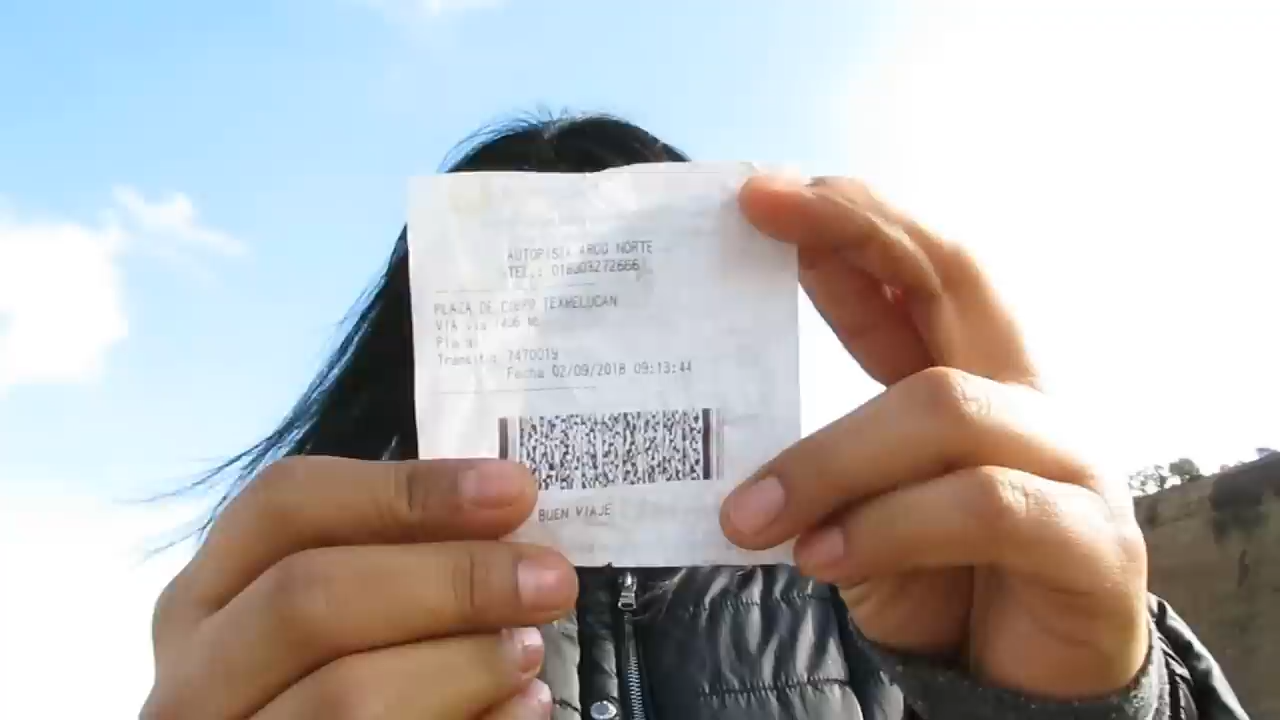 AUTOPISTA ARCO NORTE
TEL.: 018003272666
PLAZA DE COBRO TEXMELUCAN
VIA
Transito: 7470019
Fecha 02/09/2018 09:13:44
BUEN VIAJE